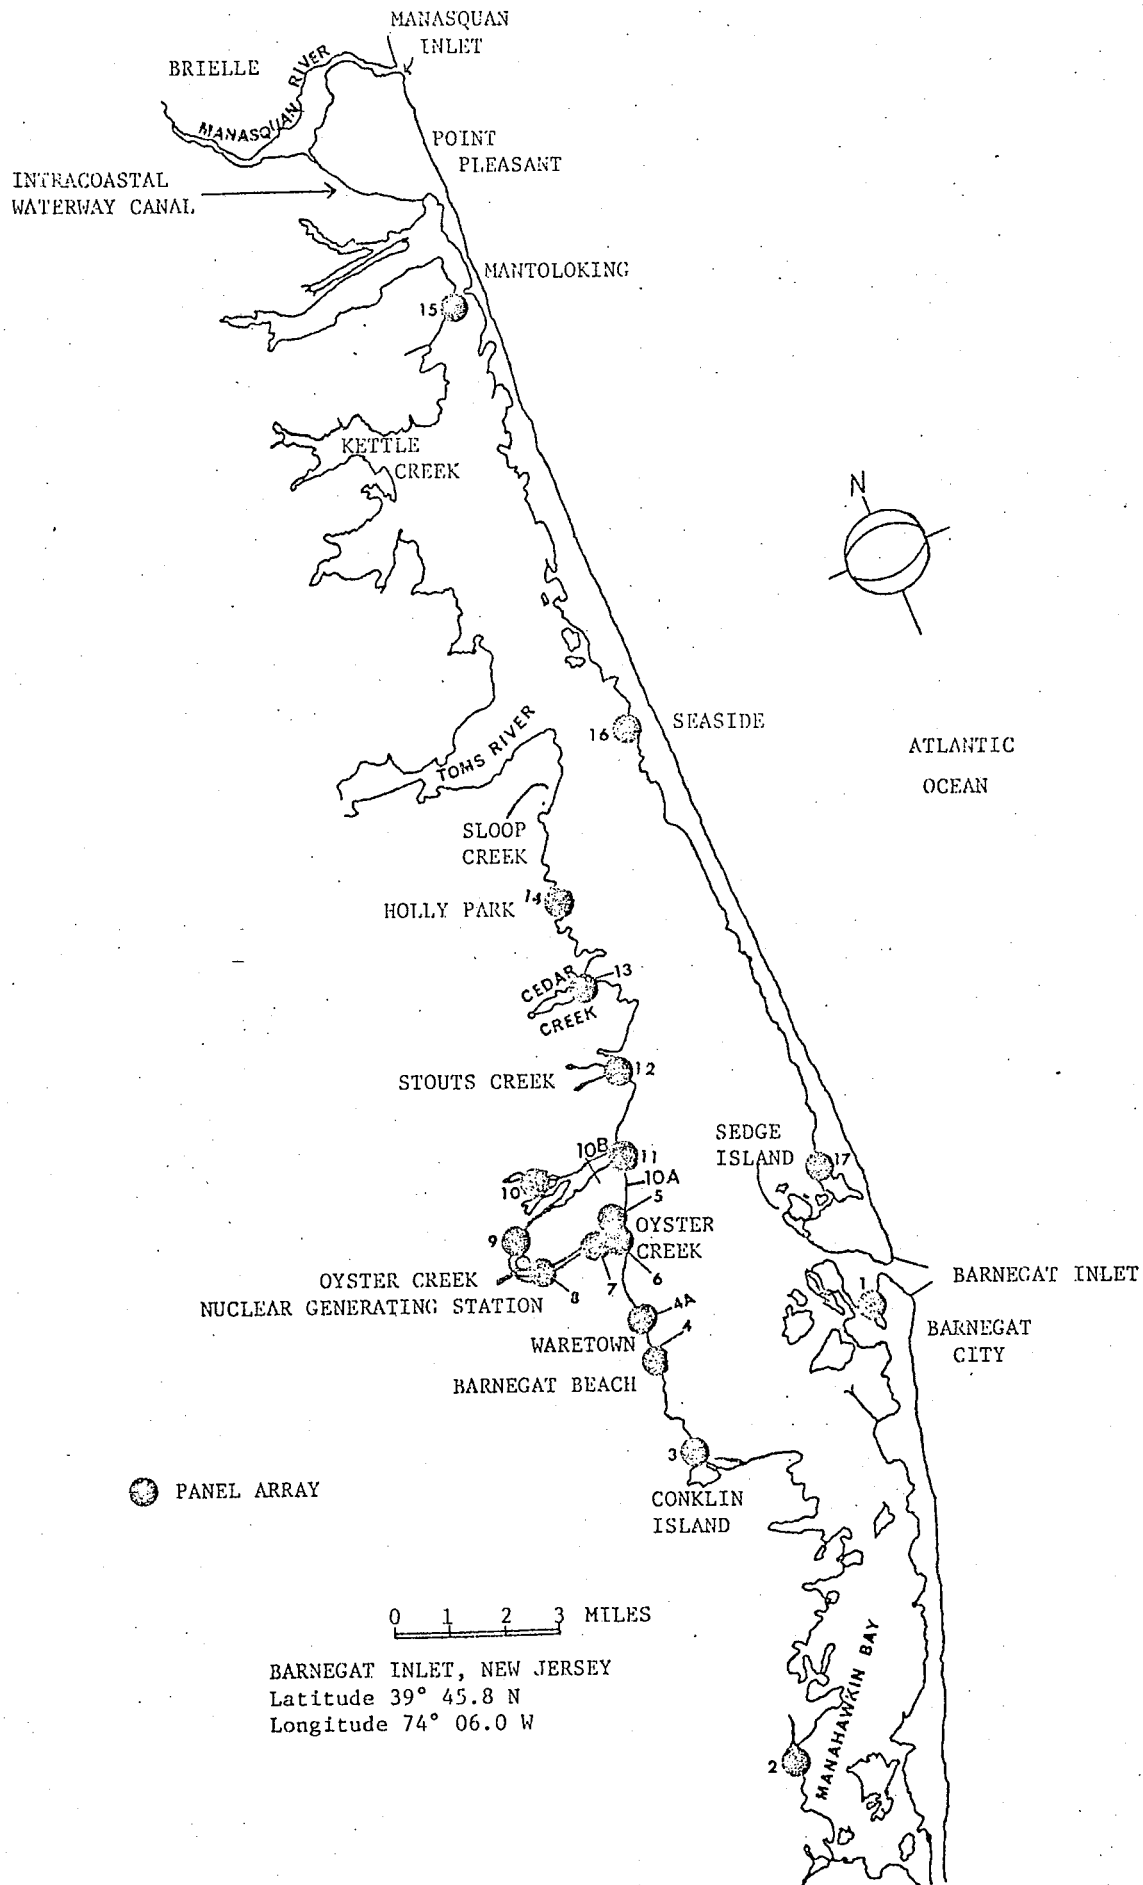 MANASQUAN
INLET
BRIELLE
MANASQUAN RIVER
POINT
PLEASANT
INTRACOASTAL
WATERWAY CANAL
MANTOLOKING
15
KETTLE
CREEK
N
SEASIDE
16
TOMS RIVER
ATLANTIC
OCEAN
SLOOP
CREEK
14
HOLLY PARK
13
CEDAR
CREEK
12
STOUTS CREEK
SEDGE
ISLAND
17
10B
11
10A
10
5
OYSTER
CREEK
9
6
7
8
OYSTER CREEK
NUCLEAR GENERATING STATION
BARNEGAT INLET
1
4A
BARNEGAT
CITY
4
WARETOWN
BARNEGAT BEACH
3
CONKLIN
ISLAND
PANEL ARRAY
0 1 2 3 MILES
BARNEGAT INLET, NEW JERSEY
Latitude 39° 45.8 N
Longitude 74° 06.0 W
MANAHAWKIN BAY
2